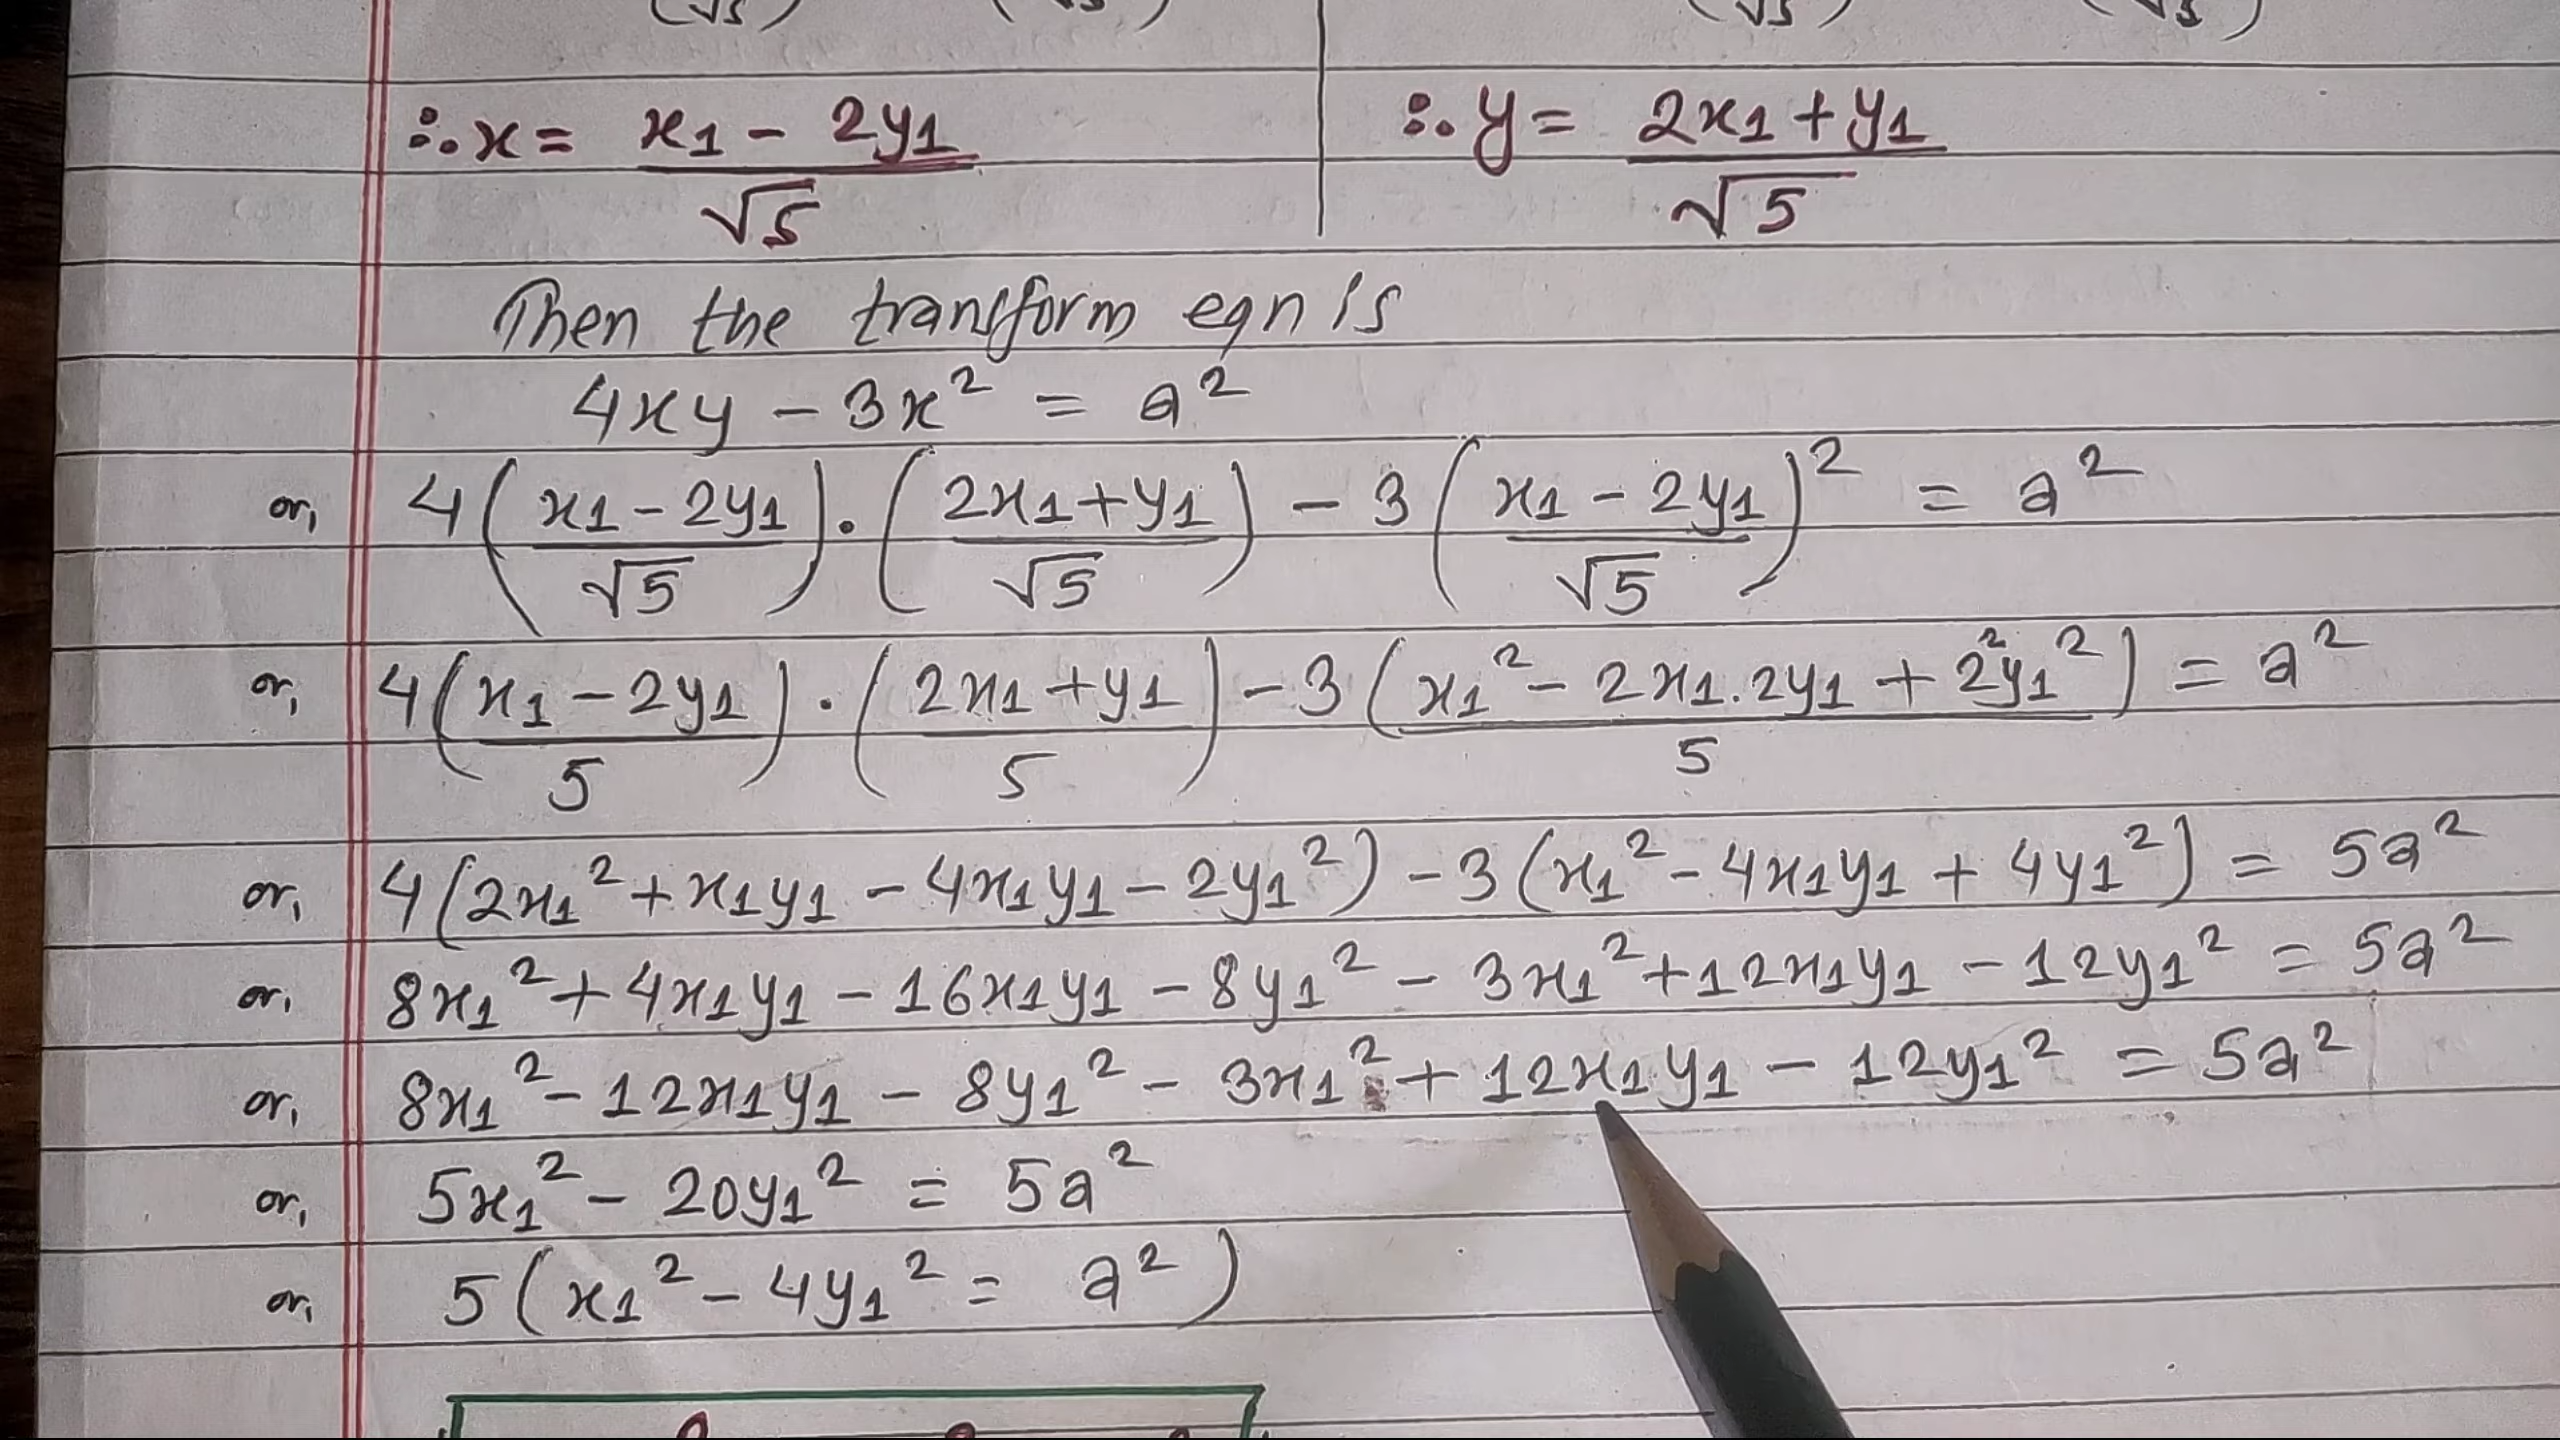 (√5) (√5) (√5) (√5)
∴ x = x₁ - 2y₁ / √5
∴ y = 2x₁ + y₁ / √5
Then the transform eqn is
4xy - 3x² = a²
or, 4(x₁ - 2y₁ / √5) · (2x₁ + y₁ / √5) - 3(x₁ - 2y₁ / √5)² = a²
or, 4(x₁ - 2y₁ / 5) · (2x₁ + y₁ / 5) - 3(x₁² - 2x₁.2y₁ + 2²y₁² / 5) = a²
or, 4(2x₁² + x₁y₁ - 4x₁y₁ - 2y₁²) - 3(x₁² - 4x₁y₁ + 4y₁²) = 5a²
or, 8x₁² + 4x₁y₁ - 16x₁y₁ - 8y₁² - 3x₁² + 12x₁y₁ - 12y₁² = 5a²
or, 8x₁² - 12x₁y₁ - 8y₁² - 3x₁² + 12x₁y₁ - 12y₁² = 5a²
or, 5x₁² - 20y₁² = 5a²
or, 5(x₁² - 4y₁² = a²)